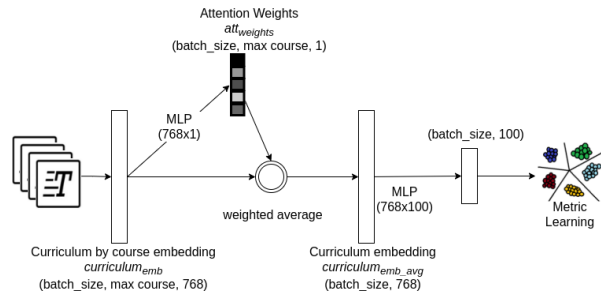 Attention Weights
att_weights
(batch_size, max course, 1)
MLP
(768x1)
(batch_size, 100)
T
weighted average
MLP
(768x100)
Metric
Learning
Curriculum by course embedding
curriculum_emb
(batch_size, max course, 768)
Curriculum embedding
curriculum_emb_avg
(batch_size, 768)